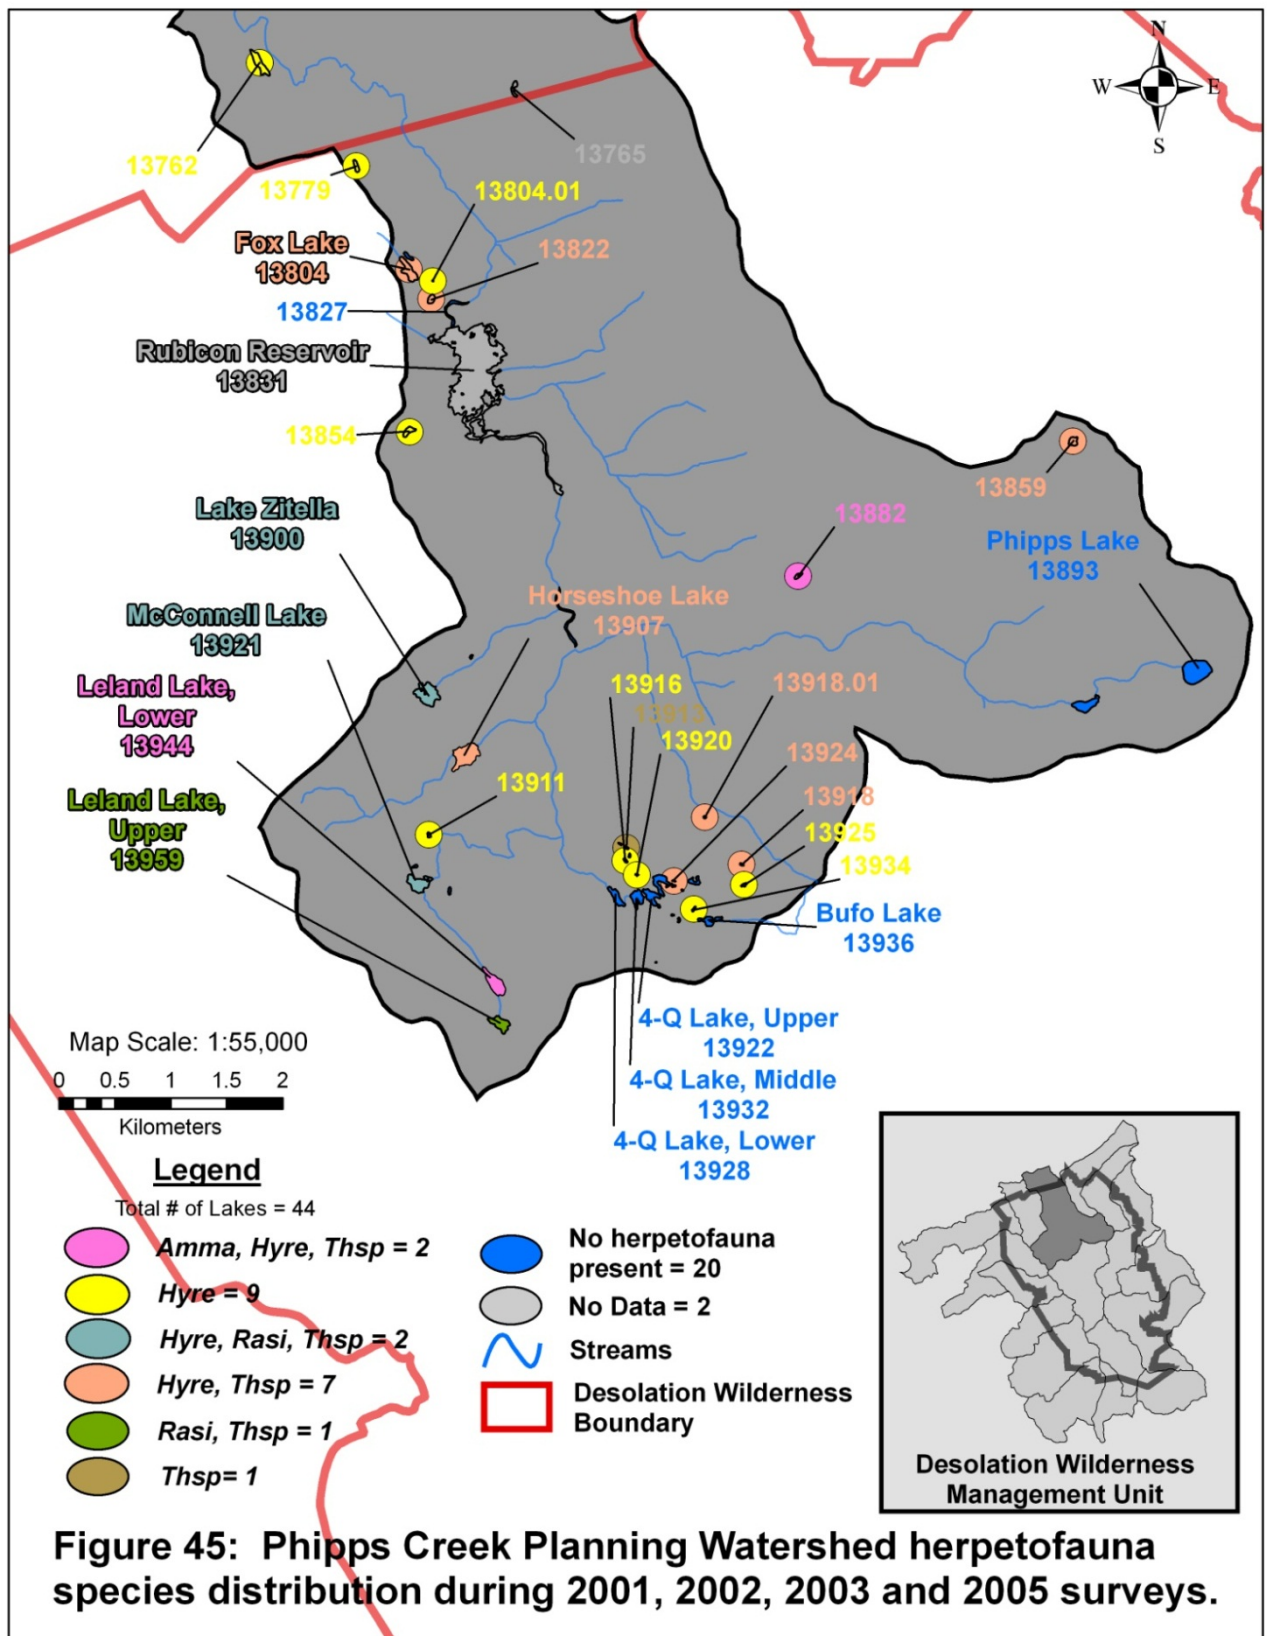 N
W E
S
13762
13765
13779
13804.01
Fox Lake
13804
13822
13827
Rubicon Reservoir
13831
13854
13859
Lake Zitella
13900
13882
Phipps Lake
13893
Horseshoe Lake
13907
McConnell Lake
13921
Leland Lake,
Lower
13944
13916
13918.01
13913
13920
13924
13911
13918
Leland Lake,
Upper
13959
13925
13934
Bufo Lake
13936
4-Q Lake, Upper
13922
4-Q Lake, Middle
13932
4-Q Lake, Lower
13928
Map Scale: 1:55,000
0 0.5 1 1.5 2
Kilometers
Legend
Total # of Lakes = 44
Amma, Hyre, Thsp = 2
Hyre = 9
Hyre, Rasi, Thsp = 2
Hyre, Thsp = 7
Rasi, Thsp = 1
Thsp= 1
No herpetofauna
present = 20
No Data = 2
Streams
Desolation Wilderness
Boundary
Desolation Wilderness
Management Unit
Figure 45: Phipps Creek Planning Watershed herpetofauna
species distribution during 2001, 2002, 2003 and 2005 surveys.